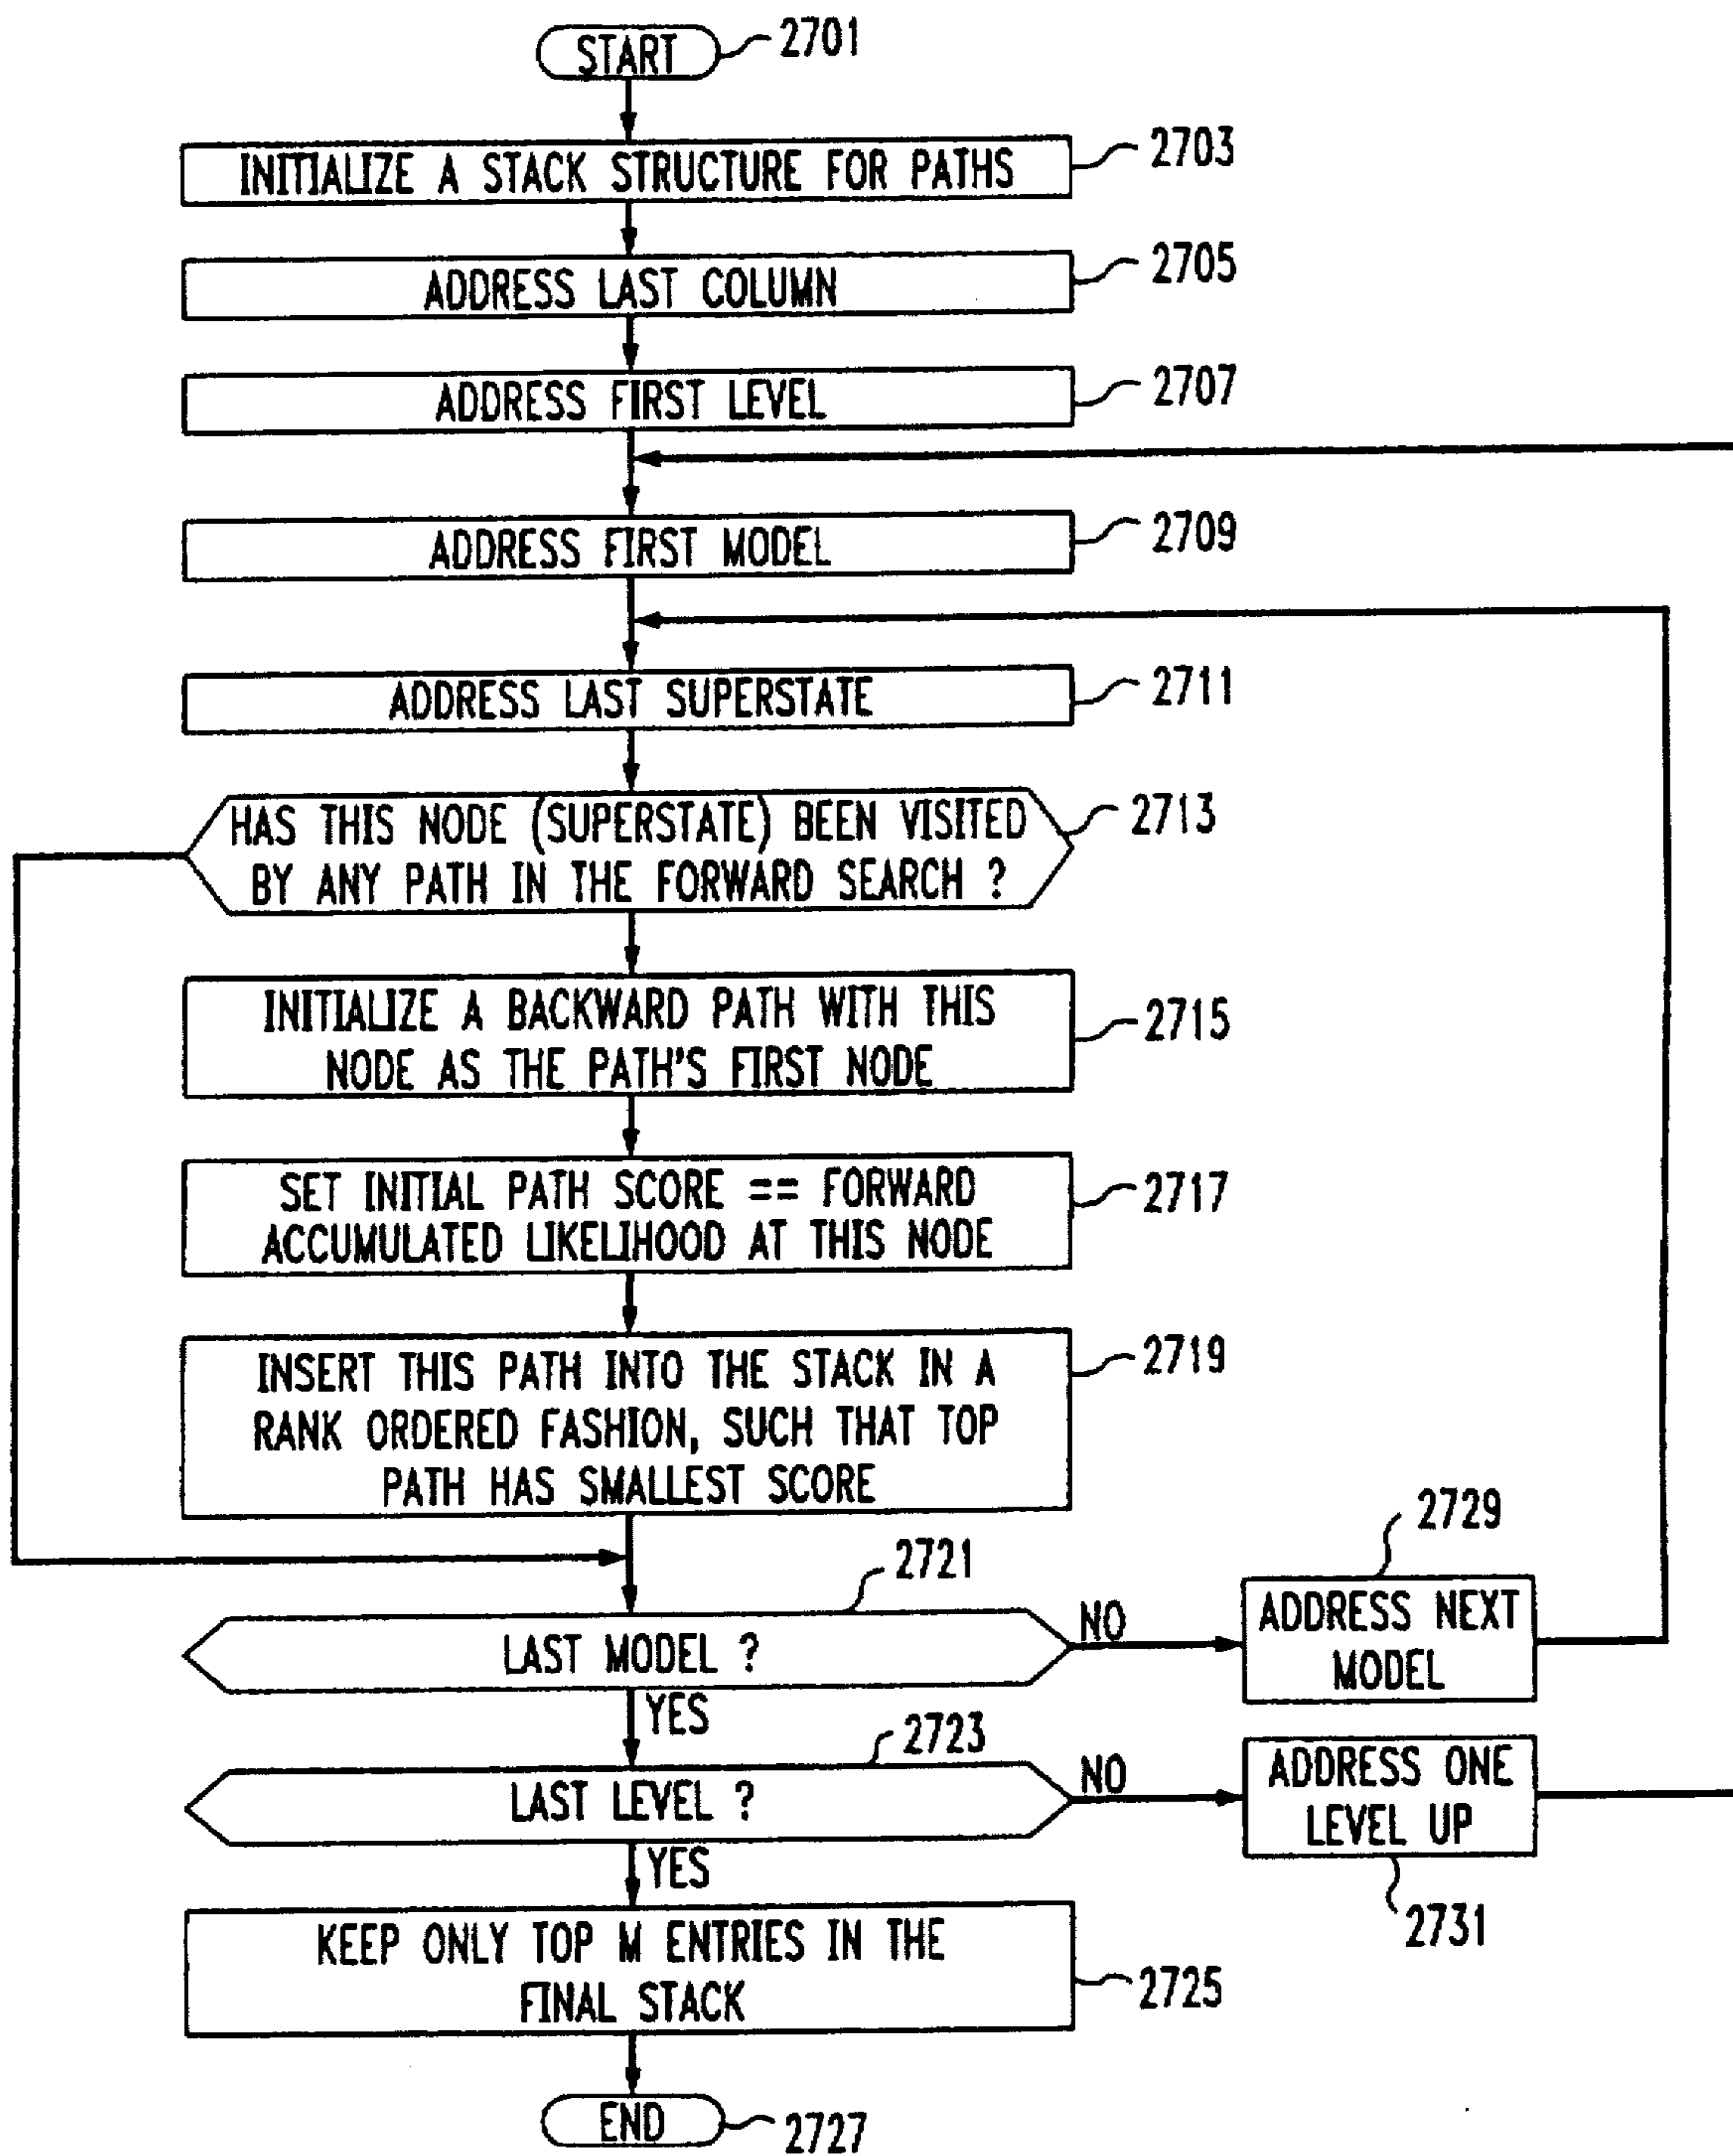 START
2701
INITIALIZE A STACK STRUCTURE FOR PATHS
2703
ADDRESS LAST COLUMN
2705
ADDRESS FIRST LEVEL
2707
ADDRESS FIRST MODEL
2709
ADDRESS LAST SUPERSTATE
2711
HAS THIS NODE (SUPERSTATE) BEEN VISITED
BY ANY PATH IN THE FORWARD SEARCH ?
2713
INITIALIZE A BACKWARD PATH WITH THIS
NODE AS THE PATH'S FIRST NODE
2715
SET INITIAL PATH SCORE == FORWARD
ACCUMULATED LIKELIHOOD AT THIS NODE
2717
INSERT THIS PATH INTO THE STACK IN A
RANK ORDERED FASHION, SUCH THAT TOP
PATH HAS SMALLEST SCORE
2719
2721
LAST MODEL ?
NO
2729
ADDRESS NEXT
MODEL
YES
2723
LAST LEVEL ?
NO
ADDRESS ONE
LEVEL UP
2731
YES
KEEP ONLY TOP M ENTRIES IN THE
FINAL STACK
2725
END
2727